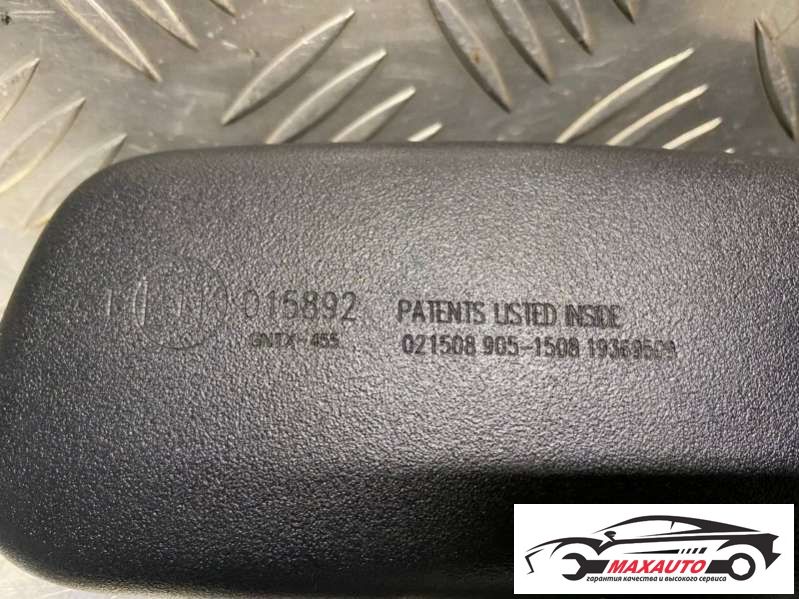 015892
GNTX-455
PATENTS LISTED INSIDE
021508 905-1508
MAXAUTO
гарантия качества и высокого сервиса